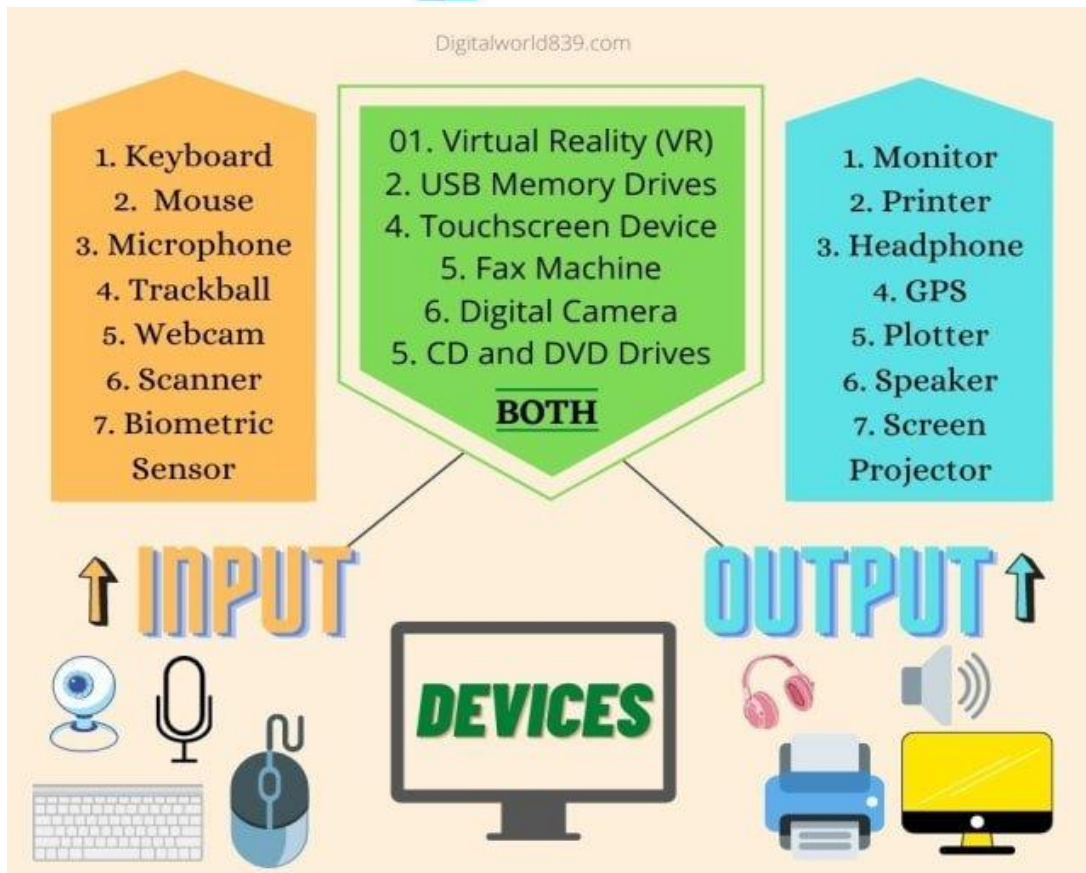 Digitalworld839.com
1. Keyboard
2. Mouse
3. Microphone
4. Trackball
5. Webcam
6. Scanner
7. Biometric
Sensor
01. Virtual Reality (VR)
2. USB Memory Drives
4. Touchscreen Device
5. Fax Machine
6. Digital Camera
5. CD and DVD Drives
BOTH
1. Monitor
2. Printer
3. Headphone
4. GPS
5. Plotter
6. Speaker
7. Screen
Projector
INPUT
OUTPUT
DEVICES